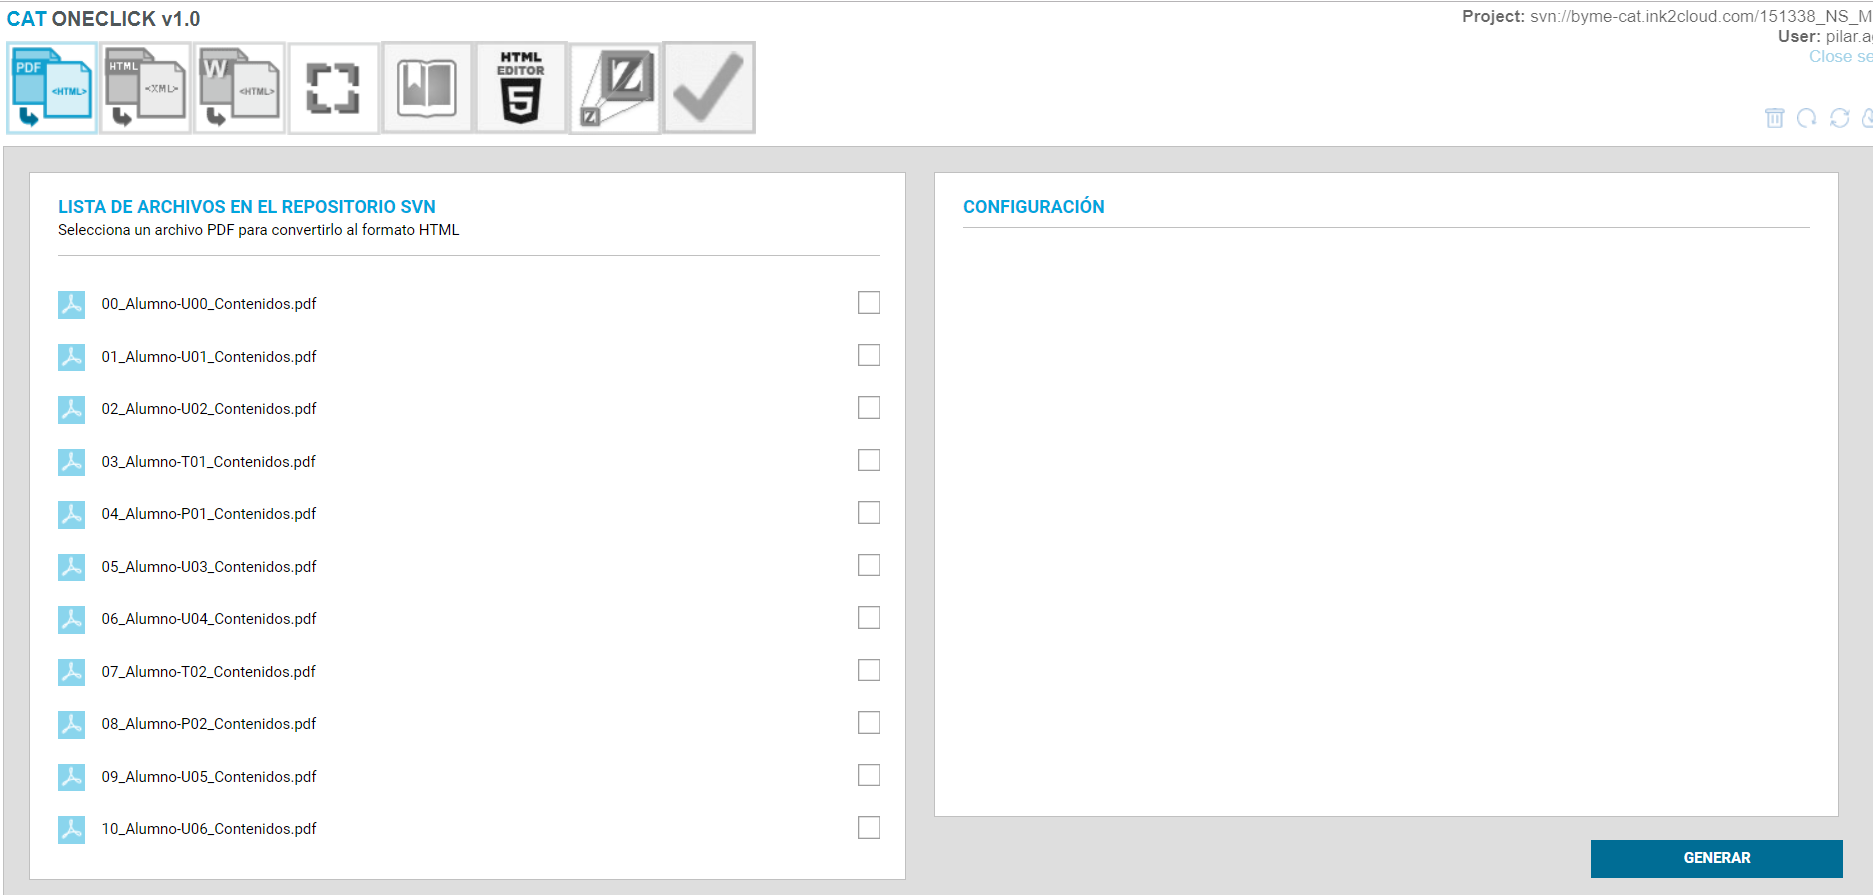 CAT ONECLICK v1.0
Project: svn://byme-cat.ink2cloud.com/151338_NS_M
User: pilar.a
Close se
PDF <HTML>
HTML <XML>
W <HTML>
HTML
EDITOR
5
Z
Z
LISTA DE ARCHIVOS EN EL REPOSITORIO SVN
Selecciona un archivo PDF para convertirlo al formato HTML
00_Alumno-U00_Contenidos.pdf
01_Alumno-U01_Contenidos.pdf
02_Alumno-U02_Contenidos.pdf
03_Alumno-T01_Contenidos.pdf
04_Alumno-P01_Contenidos.pdf
05_Alumno-U03_Contenidos.pdf
06_Alumno-U04_Contenidos.pdf
07_Alumno-T02_Contenidos.pdf
08_Alumno-P02_Contenidos.pdf
09_Alumno-U05_Contenidos.pdf
10_Alumno-U06_Contenidos.pdf
CONFIGURACIÓN
GENERAR